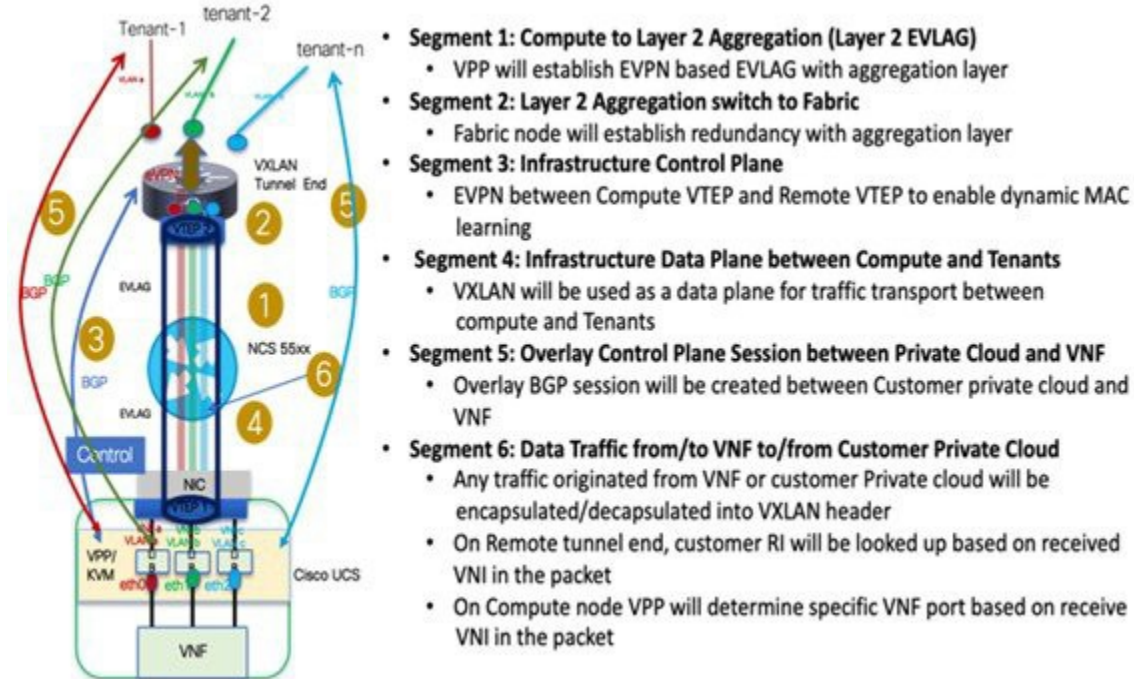 Tenant-1
tenant-2
tenant-n
VLAN a
eVPN
VXLAN
Tunnel End
5
2
5
VTEP 2
EVLAG
1
BGP
BGP
BGP
3
NCS 55xx
6
BGP
EVLAG
4
Control
NIC
VTEP 1
VLAN b
VNI c
VLAN c
VPP/
KVM
eth0
eth1
eth2
Cisco UCS
VNF
• Segment 1: Compute to Layer 2 Aggregation (Layer 2 EVLAG)
• VPP will establish EVPN based EVLAG with aggregation layer
• Segment 2: Layer 2 Aggregation switch to Fabric
• Fabric node will establish redundancy with aggregation layer
• Segment 3: Infrastructure Control Plane
• EVPN between Compute VTEP and Remote VTEP to enable dynamic MAC
learning
• Segment 4: Infrastructure Data Plane between Compute and Tenants
• VXLAN will be used as a data plane for traffic transport between
compute and Tenants
• Segment 5: Overlay Control Plane Session between Private Cloud and VNF
• Overlay BGP session will be created between Customer private cloud and
VNF
• Segment 6: Data Traffic from/to VNF to/from Customer Private Cloud
• Any traffic originated from VNF or customer Private cloud will be
encapsulated/decapsulated into VXLAN header
• On Remote tunnel end, customer RI will be looked up based on received
VNI in the packet
• On Compute node VPP will determine specific VNF port based on receive
VNI in the packet